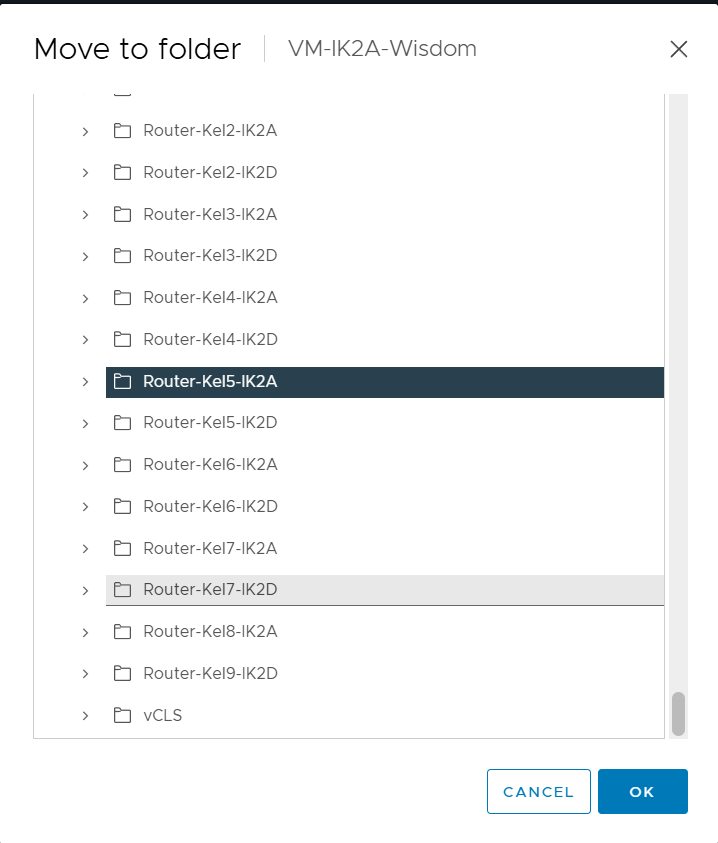 Move to folder VM-IK2A-Wisdom
Router-Kel2-IK2A
Router-Kel2-IK2D
Router-Kel3-IK2A
Router-Kel3-IK2D
Router-Kel4-IK2A
Router-Kel4-IK2D
Router-Kel5-IK2A
Router-Kel5-IK2D
Router-Kel6-IK2A
Router-Kel6-IK2D
Router-Kel7-IK2A
Router-Kel7-IK2D
Router-Kel8-IK2A
Router-Kel9-IK2D
vCLS
CANCEL OK